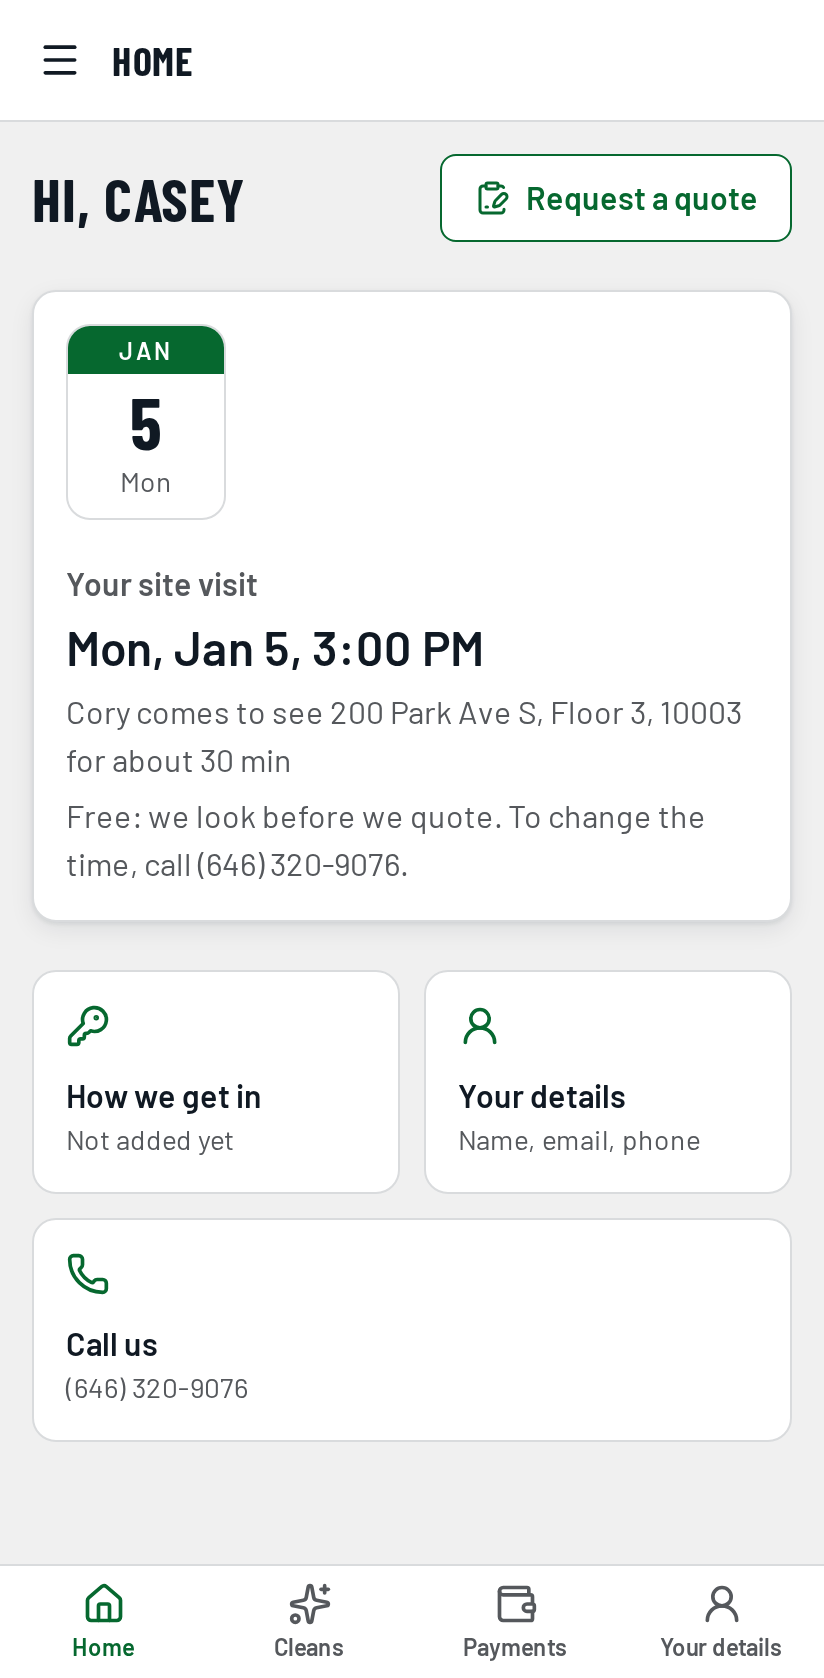 HOME
HI, CASEY
Request a quote
JAN
5
Mon
Your site visit
Mon, Jan 5, 3:00 PM
Cory comes to see 200 Park Ave S, Floor 3, 10003
for about 30 min
Free: we look before we quote. To change the
time, call (646) 320-9076.
How we get in
Not added yet
Your details
Name, email, phone
Call us
(646) 320-9076
Home
Cleans
Payments
Your details